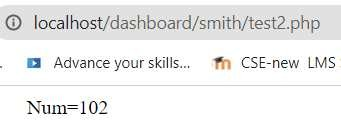 localhost/dashboard/smith/test2.php
Advance your skills... CSE-new LMS
Num=102